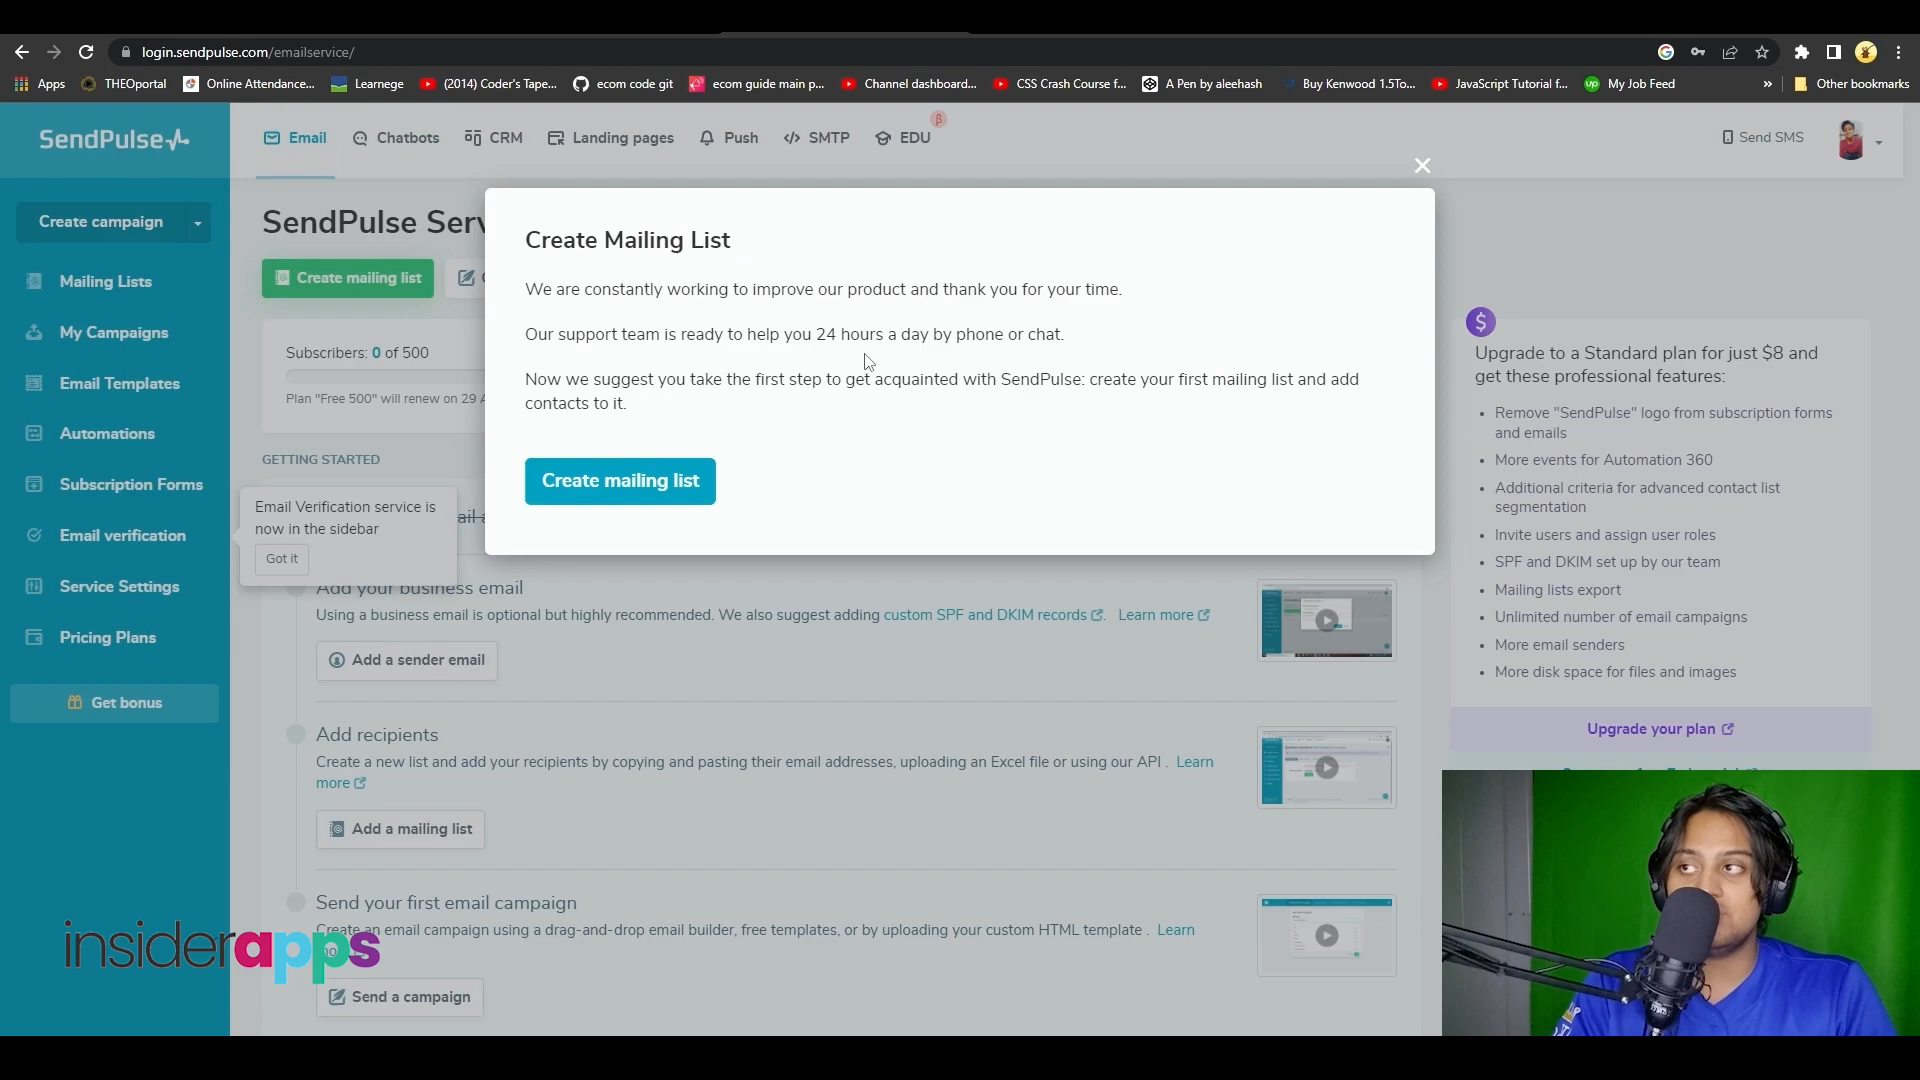 login.sendpulse.com/emailservice/
Apps THEOportal Online Attendance... Learnege (2014) Coder's Tape... ecom code git ecom guide main p... Channel dashboard... CSS Crash Course f... A Pen by aleehash Buy Kenwood 1.5To... JavaScript Tutorial f... My Job Feed » Other bookmarks
SendPulse
Email Chatbots CRM Landing pages Push SMTP EDU β
Send SMS
Create campaign
Mailing Lists
My Campaigns
Email Templates
Automations
Subscription Forms
Email verification
Service Settings
Pricing Plans
Get bonus
SendPulse Serv
Create mailing list
Subscribers: 0 of 500
Plan "Free 500" will renew on 29 A
GETTING STARTED
Email Verification service is
now in the sidebar
Got it
Create Mailing List
We are constantly working to improve our product and thank you for your time.
Our support team is ready to help you 24 hours a day by phone or chat.
Now we suggest you take the first step to get acquainted with SendPulse: create your first mailing list and add
contacts to it.
Create mailing list
Add your business email
Using a business email is optional but highly recommended. We also suggest adding custom SPF and DKIM records. Learn more
Add a sender email
Add recipients
Create a new list and add your recipients by copying and pasting their email addresses, uploading an Excel file or using our API . Learn
more
Add a mailing list
Send your first email campaign
Create an email campaign using a drag-and-drop email builder, free templates, or by uploading your custom HTML template . Learn
Send a campaign
$
Upgrade to a Standard plan for just $8 and
get these professional features:
• Remove "SendPulse" logo from subscription forms
and emails
• More events for Automation 360
• Additional criteria for advanced contact list
segmentation
• Invite users and assign user roles
• SPF and DKIM set up by our team
• Mailing lists export
• Unlimited number of email campaigns
• More email senders
• More disk space for files and images
Upgrade your plan
insiderapps